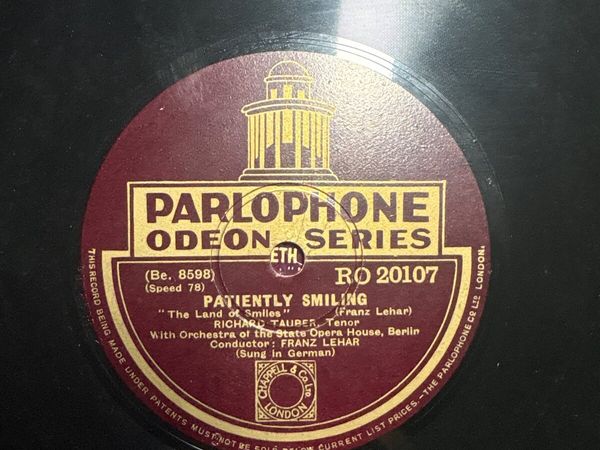 PARLOPHONE
ODEON SERIES
ETH
(Be. 8598)
RO 20107
(Speed 78)
PATIENTLY SMILING
"The Land of Smiles" (Franz Lehar)
RICHARD TAUBER, Tenor
With Orchestra of the State Opera House, Berlin
Conductor: FRANZ LEHAR
(Sung in German)
CHAPPELL & Co Ltd
LONDON
THIS RECORD BEING MADE UNDER PATENTS MUST NOT BE SOLD BELOW CURRENT LIST PRICES.—THE PARLOPHONE CO LTD LONDON.